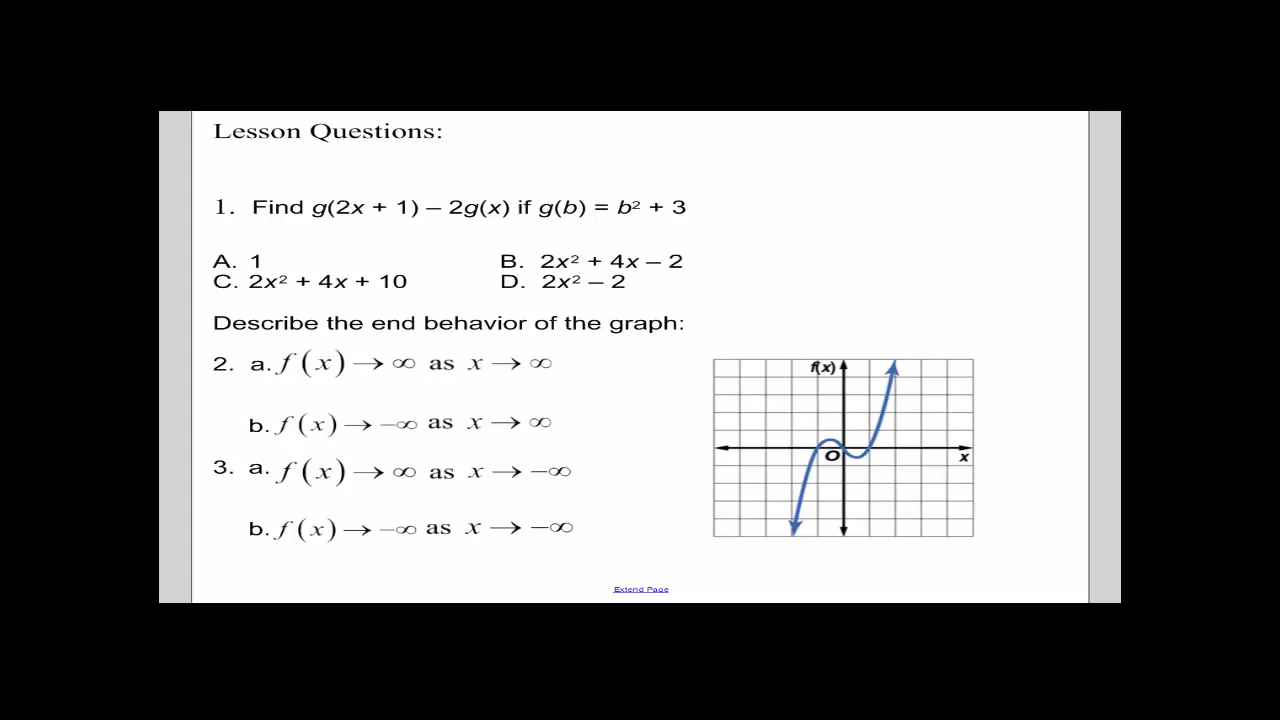 Lesson Questions:
1. Find g(2x + 1) – 2g(x) if g(b) = b² + 3
A. 1 B. 2x² + 4x – 2
C. 2x² + 4x + 10 D. 2x² – 2
Describe the end behavior of the graph:
2. a. f(x) → ∞ as x → ∞
b. f(x) → −∞ as x → ∞
3. a. f(x) → ∞ as x → −∞
b. f(x) → −∞ as x → −∞
f(x)
O
x
Extend Page